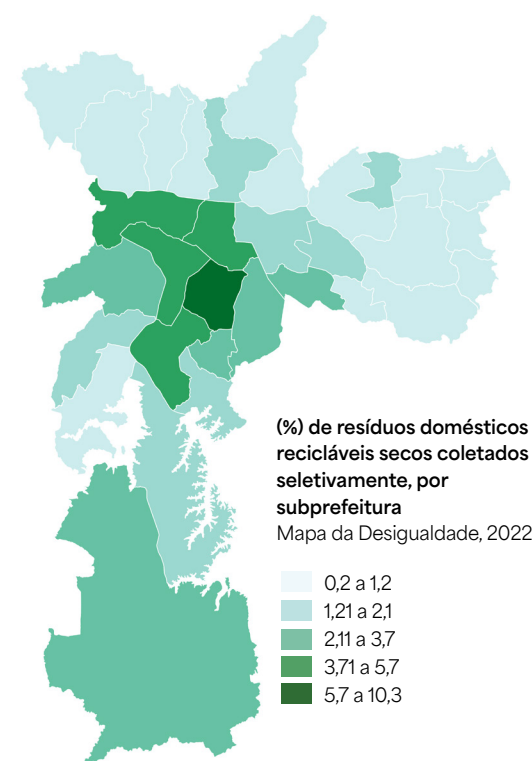 (%) de resíduos domésticos
recicláveis secos coletados
seletivamente, por
subprefeitura
Mapa da Desigualdade, 2022
0,2 a 1,2
1,21 a 2,1
2,11 a 3,7
3,71 a 5,7
5,7 a 10,3